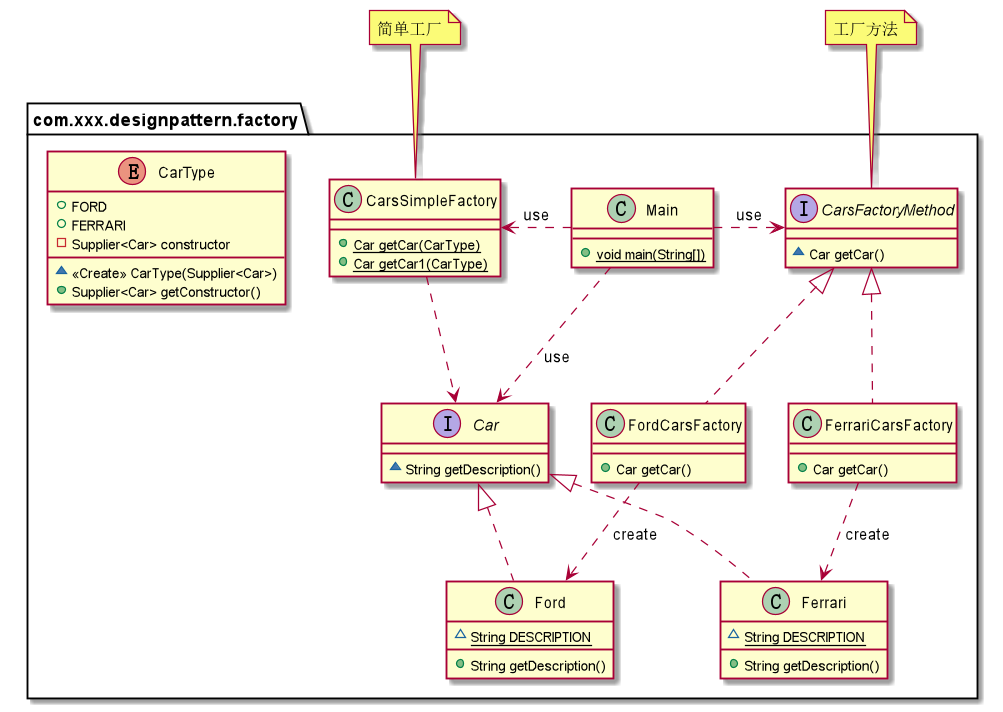 简单工厂
工厂方法
com.xxx.designpattern.factory
E CarType
FORD
FERRARI
Supplier<Car> constructor
«Create» CarType(Supplier<Car>)
Supplier<Car> getConstructor()
C CarsSimpleFactory
Car getCar(CarType)
Car getCar1(CarType)
use
C Main
void main(String[])
use
I CarsFactoryMethod
Car getCar()
use
I Car
String getDescription()
C FordCarsFactory
Car getCar()
C FerrariCarsFactory
Car getCar()
create
create
C Ford
String DESCRIPTION
String getDescription()
C Ferrari
String DESCRIPTION
String getDescription()